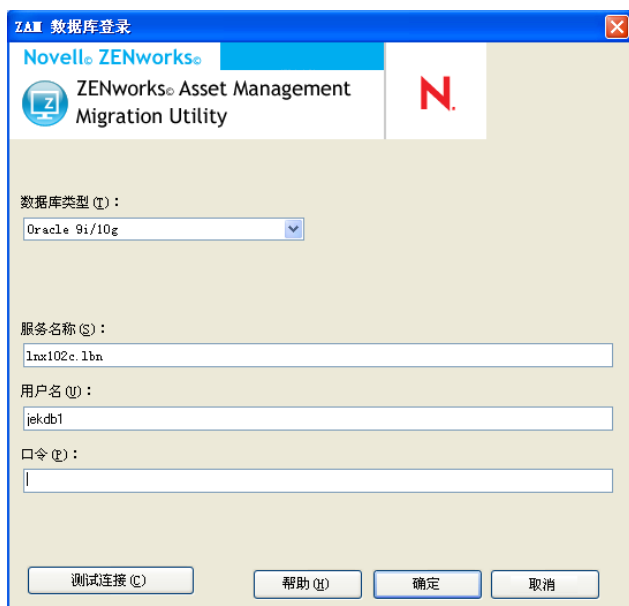 ZAM 数据库登录
Novell® ZENworks®
ZENworks® Asset Management
Migration Utility
Z
N.
数据库类型(T)：
Oracle 9i/10g
服务名称(S)：
lnx102c.lbn
用户名(U)：
jekdb1
口令(P)：
测试连接(C)
帮助(H)
确定
取消